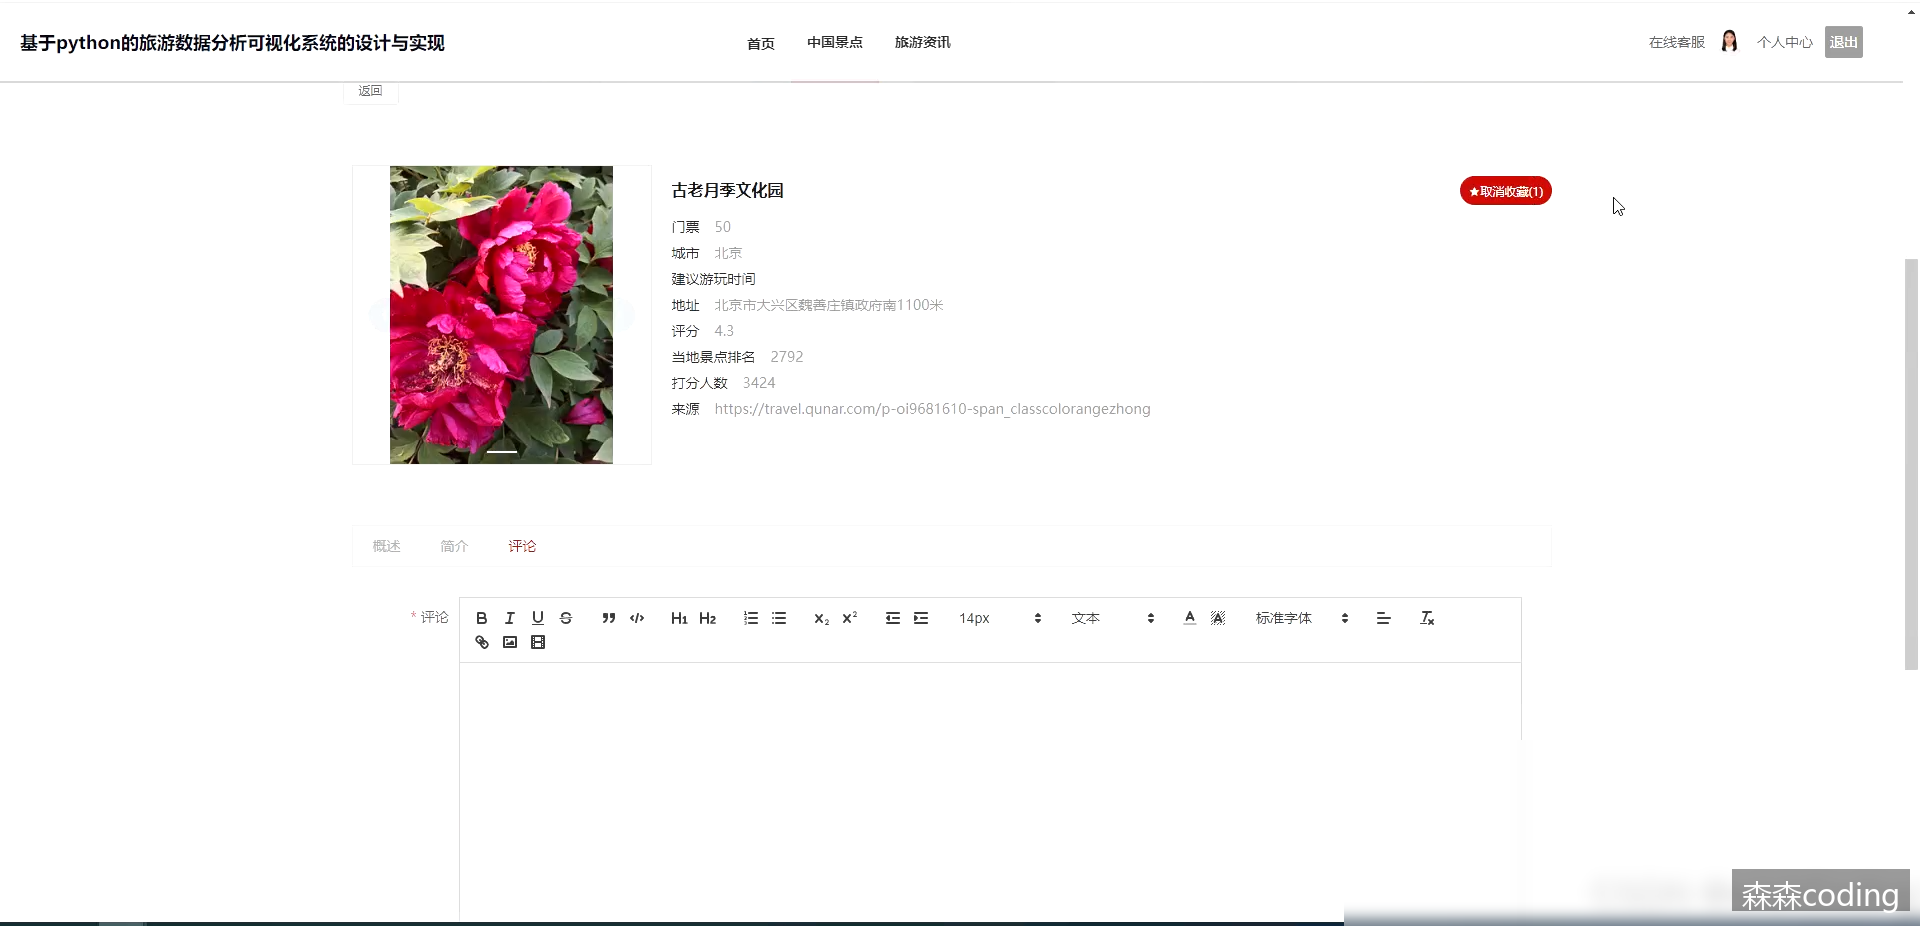 基于python的旅游数据分析可视化系统的设计与实现
首页 中国景点 旅游资讯
在线客服 个人中心 退出
返回
古老月季文化园
★取消收藏(1)
门票 50
城市 北京
建议游玩时间
地址 北京市大兴区魏善庄镇政府南1100米
评分 4.3
当地景点排名 2792
打分人数 3424
来源 https://travel.qunar.com/p-oi9681610-span_classcolorangezhong
概述 简介 评论
* 评论
B I U S H1 H2 x₂ x² 14px 文本 A A 标准字体 Tx
森森coding